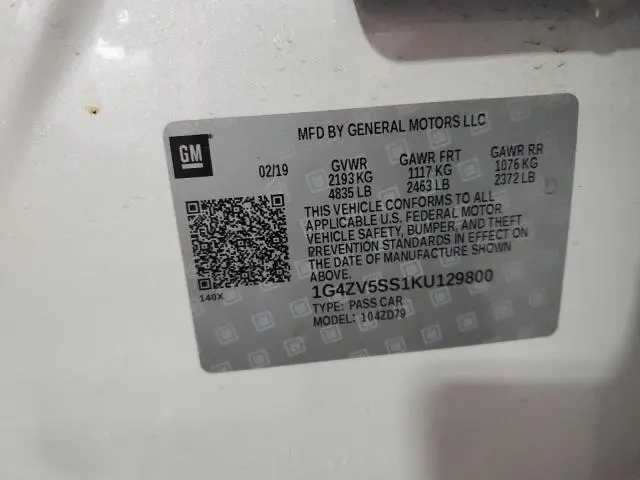 MFD BY GENERAL MOTORS LLC
GM
02/19 GVWR GAWR FRT GAWR RR
2193 KG 1117 KG 1076 KG
4835 LB 2463 LB 2372 LB
THIS VEHICLE CONFORMS TO ALL
APPLICABLE U.S. FEDERAL MOTOR
VEHICLE SAFETY, BUMPER, AND THEFT
PREVENTION STANDARDS IN EFFECT ON
THE DATE OF MANUFACTURE SHOWN
ABOVE.
140X
1G4ZV5SS1KU129800
TYPE: PASS CAR
MODEL: 104ZD79